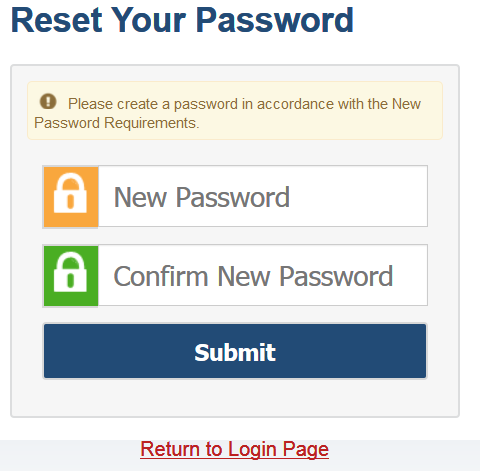 Reset Your Password
Please create a password in accordance with the New
Password Requirements.
New Password
Confirm New Password
Submit
Return to Login Page